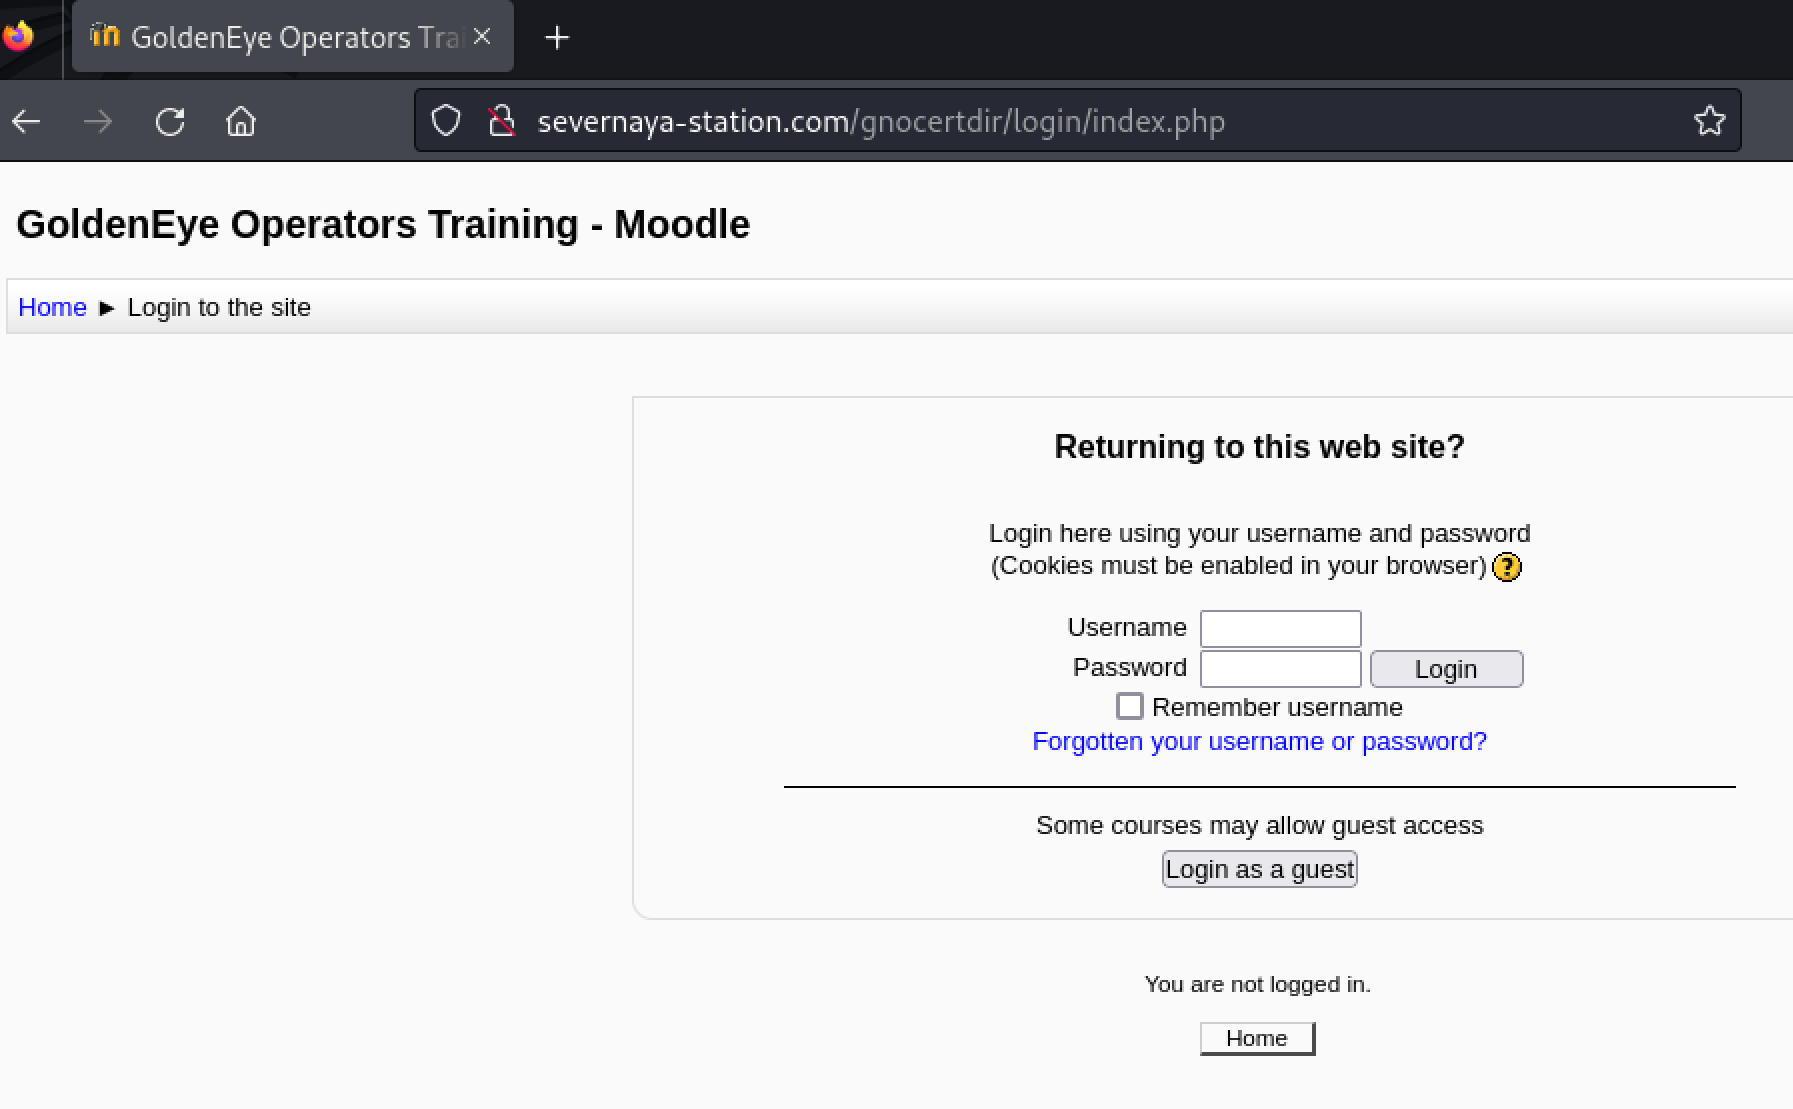 GoldenEye Operators Trai
severnaya-station.com/gnocertdir/login/index.php
GoldenEye Operators Training - Moodle
Home ► Login to the site
Returning to this web site?
Login here using your username and password
(Cookies must be enabled in your browser) ?
Username
Password Login
Remember username
Forgotten your username or password?
Some courses may allow guest access
Login as a guest
You are not logged in.
Home